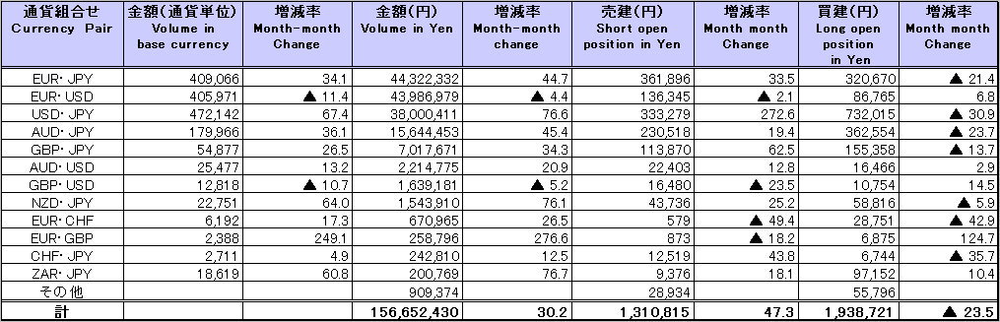 通貨組合せ 金額(通貨単位) 増減率 金額(円) 増減率 売建(円) 増減率 買建(円) 増減率
Currency Pair Volume in base currency Month-month Change Volume in Yen Month-month change Short open position in Yen Month month Change Long open position in Yen Month month Change
EUR・JPY 409,066 34.1 44,322,332 44.7 361,896 33.5 320,670 ▲ 21.4
EUR・USD 405,971 ▲ 11.4 43,986,979 ▲ 4.4 136,345 ▲ 2.1 86,765 6.8
USD・JPY 472,142 67.4 38,000,411 76.6 333,279 272.6 732,015 ▲ 30.9
AUD・JPY 179,966 36.1 15,644,453 45.4 230,518 19.4 362,554 ▲ 23.7
GBP・JPY 54,877 26.5 7,017,671 34.3 113,870 62.5 155,358 ▲ 13.7
AUD・USD 25,477 13.2 2,214,775 20.9 22,403 12.8 16,466 2.9
GBP・USD 12,818 ▲ 10.7 1,639,181 ▲ 5.2 16,480 ▲ 23.5 10,754 14.5
NZD・JPY 22,751 64.0 1,543,910 76.1 43,736 25.2 58,816 ▲ 5.9
EUR・CHF 6,192 17.3 670,965 26.5 579 ▲ 49.4 28,751 ▲ 42.9
EUR・GBP 2,388 249.1 258,796 276.6 873 ▲ 18.2 6,875 124.7
CHF・JPY 2,711 4.9 242,810 12.5 12,519 43.8 6,744 ▲ 35.7
ZAR・JPY 18,619 60.8 200,769 76.7 9,376 18.1 97,152 10.4
その他 909,374 28,934 55,796
計 156,652,430 30.2 1,310,815 47.3 1,938,721 ▲ 23.5